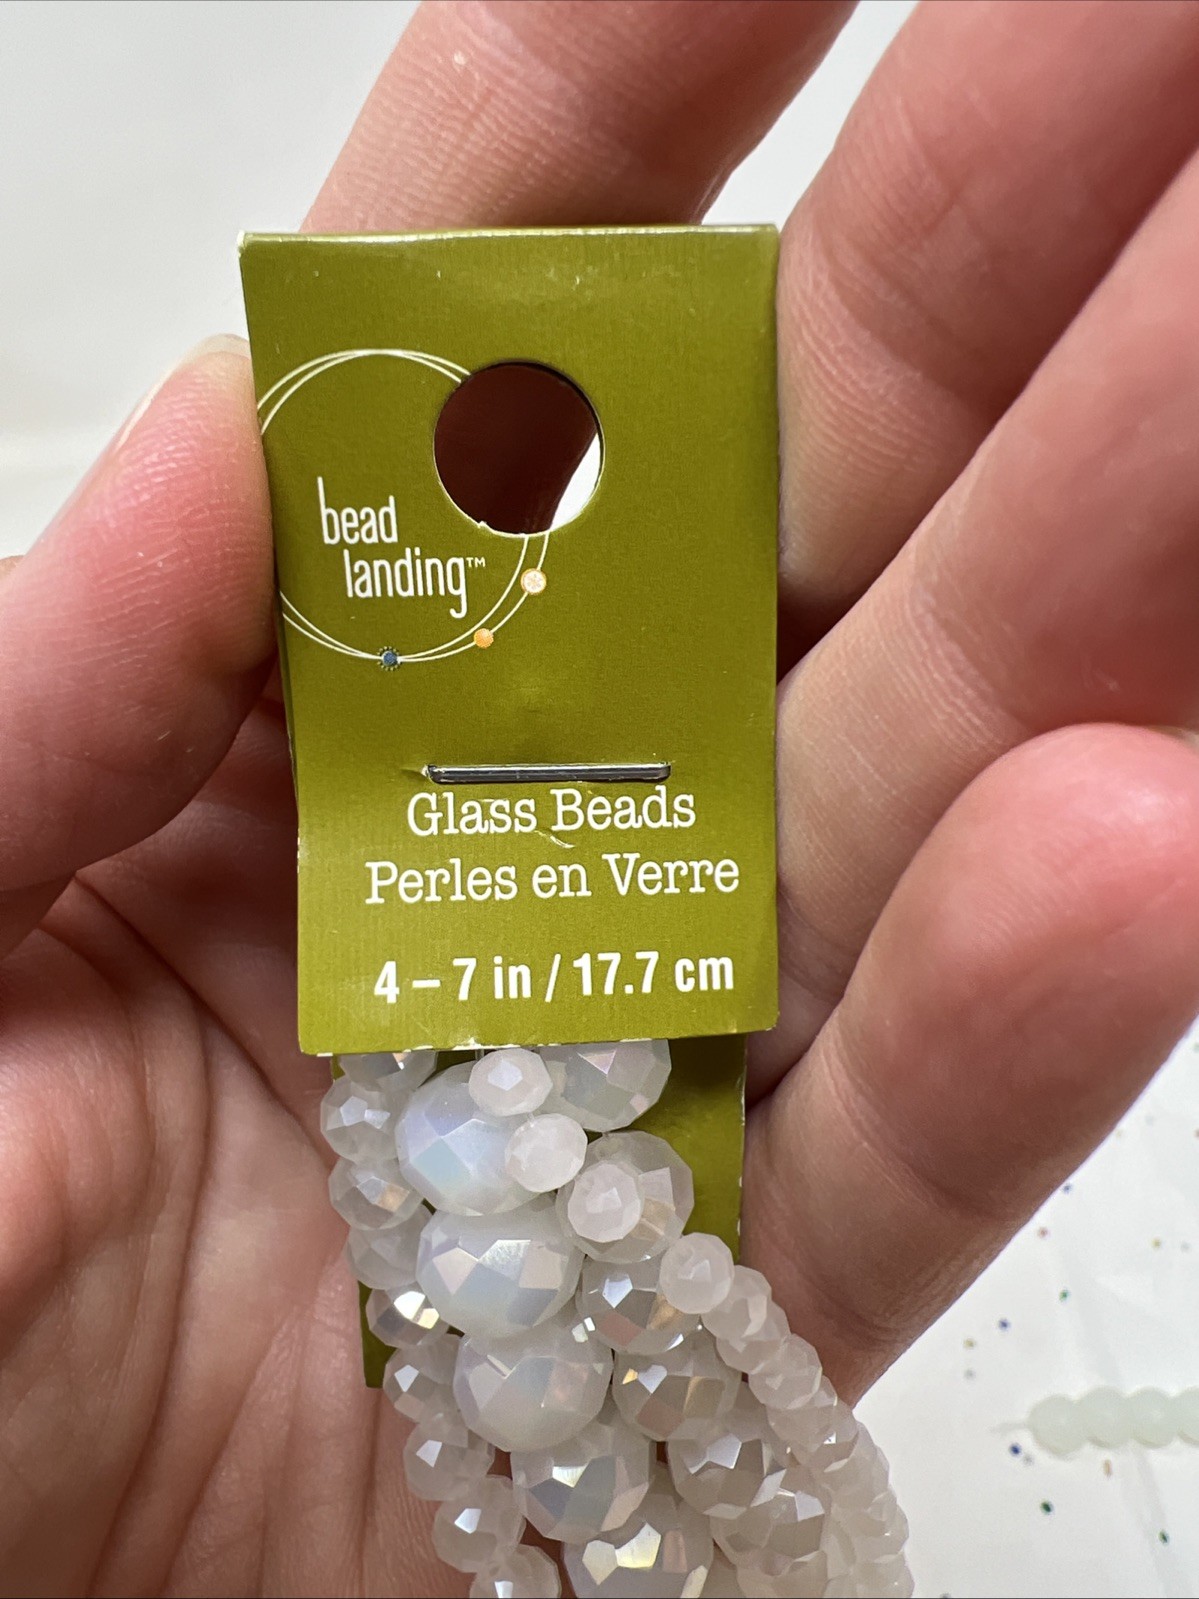 bead
landing™
Glass Beads
Perles en Verre
4 – 7 in / 17.7 cm